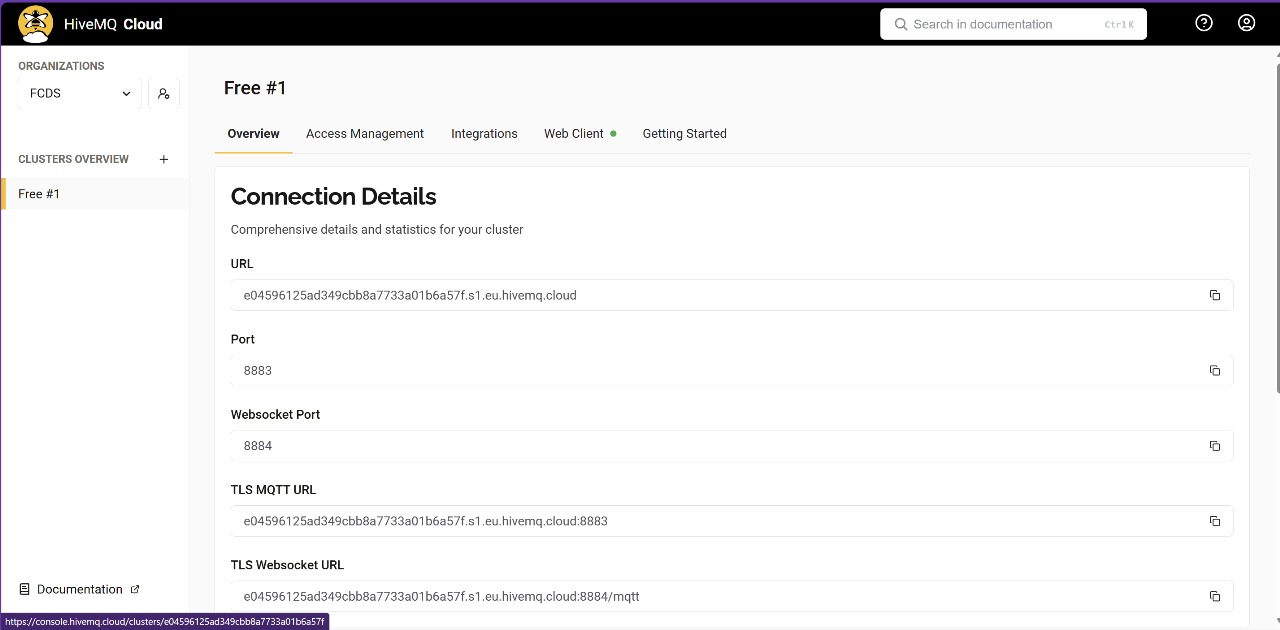 HiveMQ Cloud
Search in documentation Ctrl K
ORGANIZATIONS
FCDS
CLUSTERS OVERVIEW +
Free #1
Documentation
Free #1
Overview Access Management Integrations Web Client Getting Started
Connection Details
Comprehensive details and statistics for your cluster
URL
e04596125ad349cbb8a7733a01b6a57f.s1.eu.hivemq.cloud
Port
8883
Websocket Port
8884
TLS MQTT URL
e04596125ad349cbb8a7733a01b6a57f.s1.eu.hivemq.cloud:8883
TLS Websocket URL
e04596125ad349cbb8a7733a01b6a57f.s1.eu.hivemq.cloud:8884/mqtt
https://console.hivemq.cloud/clusters/e04596125ad349cbb8a7733a01b6a57f